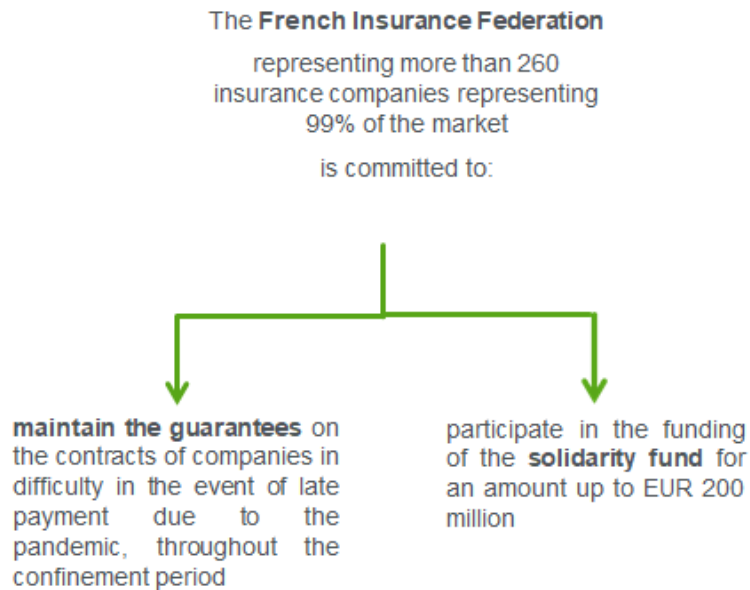 The French Insurance Federation
representing more than 260
insurance companies representing
99% of the market
is committed to:
maintain the guarantees on
the contracts of companies in
difficulty in the event of late
payment due to the
pandemic, throughout the
confinement period
participate in the funding
of the solidarity fund for
an amount up to EUR 200
million